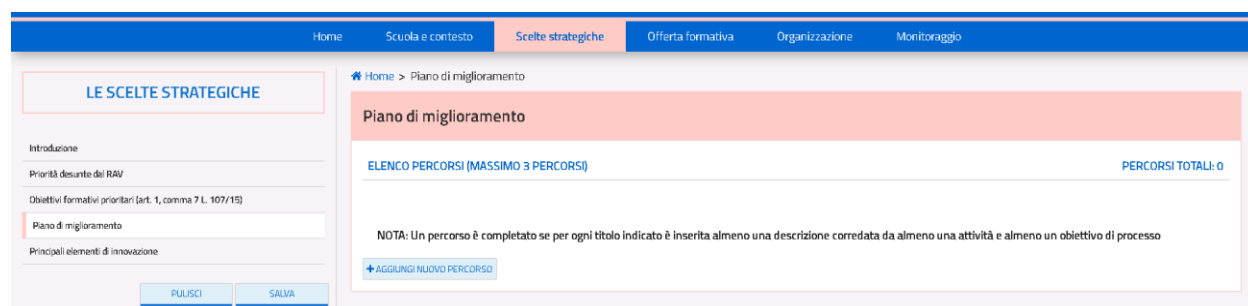 Home Scuola e contesto Scelte strategiche Offerta formativa Organizzazione Monitoraggio
LE SCELTE STRATEGICHE
Introduzione
Priorità desunte dal RAV
Obiettivi formativi prioritari (art. 1, comma 7 L. 107/15)
Piano di miglioramento
Principali elementi di innovazione
PULISCI SALVA
Home > Piano di miglioramento
Piano di miglioramento
ELENCO PERCORSI (MASSIMO 3 PERCORSI) PERCORSI TOTALI: 0
NOTA: Un percorso è completato se per ogni titolo indicato è inserita almeno una descrizione corredata da almeno una attività e almeno un obiettivo di processo
+ AGGIUNGI NUOVO PERCORSO